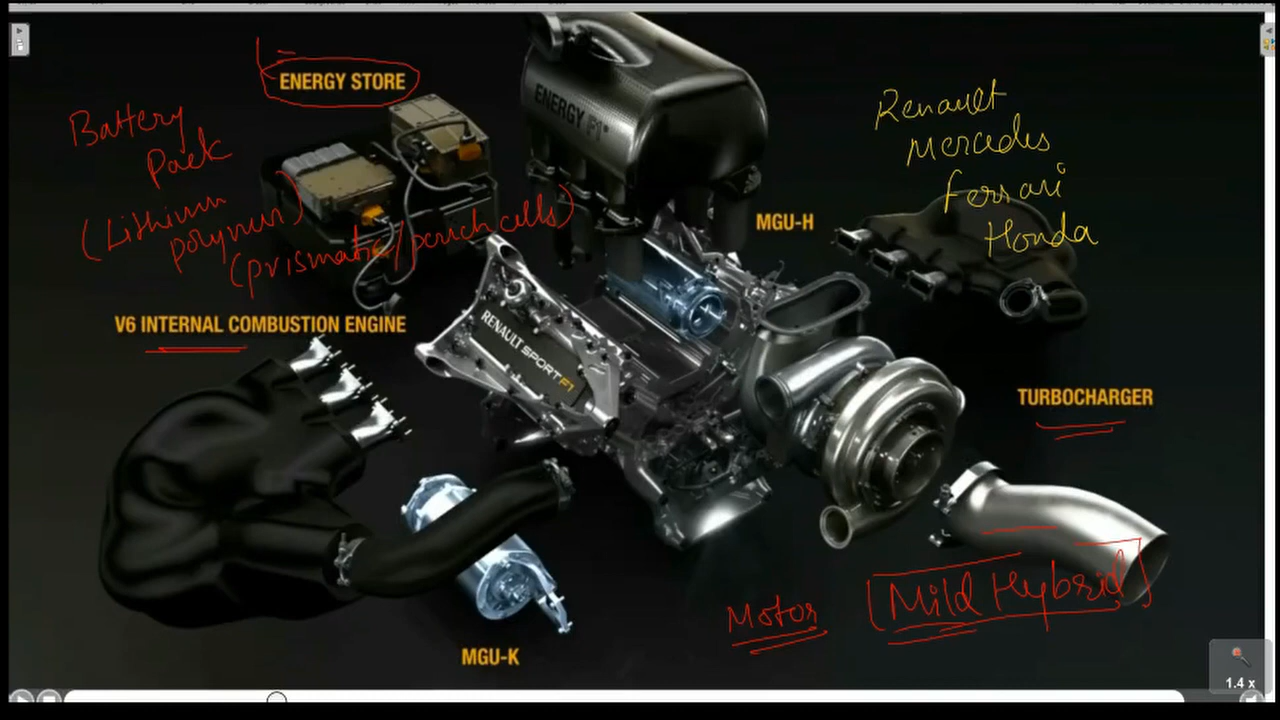 ENERGY STORE
Battery
Pack
(Lithium
polymur)
(prismatic/pouch cells)
ENERGY F1
Renault
Mercedes
Ferrari
Honda
MGU-H
V6 INTERNAL COMBUSTION ENGINE
RENAULT SPORT F1
TURBOCHARGER
Motor
[Mild Hybrid]
MGU-K
1.4 x